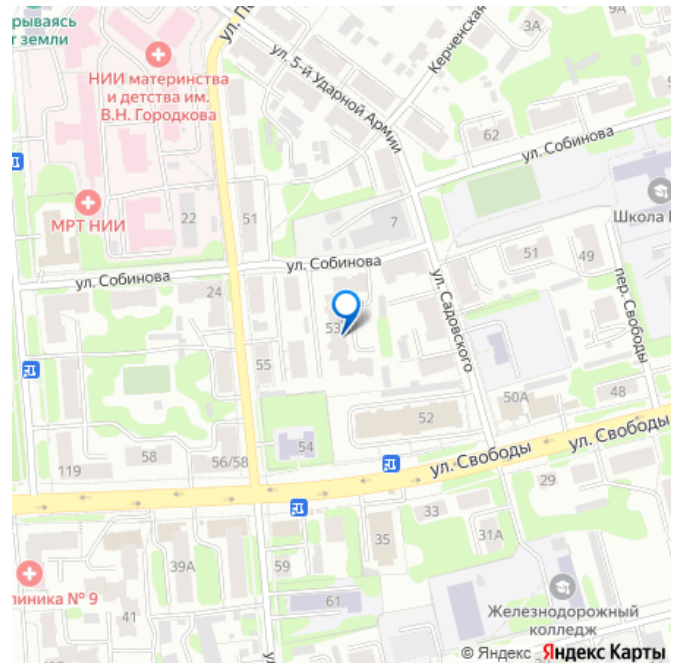 рываясь
т земли
ул. По
НИИ материнства
и детства им.
В.Н. Городкова
ул. 5-й Ударной Армии
Керченская
3А
62
ул. Собинова
МРТ НИИ
22
51
7
Школа
ул. Собинова
51
49
ул. Собинова
24
ул. Садовского
пер. Свободы
53
55
50А
48
52
54
ул. Свободы
ул. Свободы
119
58
56/58
29
33
31А
35
39А
59
линика № 9
61
41
Железнодорожный
колледж
© Яндекс Яндекс Карты